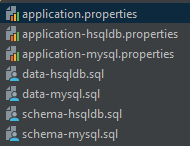 application.properties
application-hsqldb.properties
application-mysql.properties
data-hsqldb.sql
data-mysql.sql
schema-hsqldb.sql
schema-mysql.sql